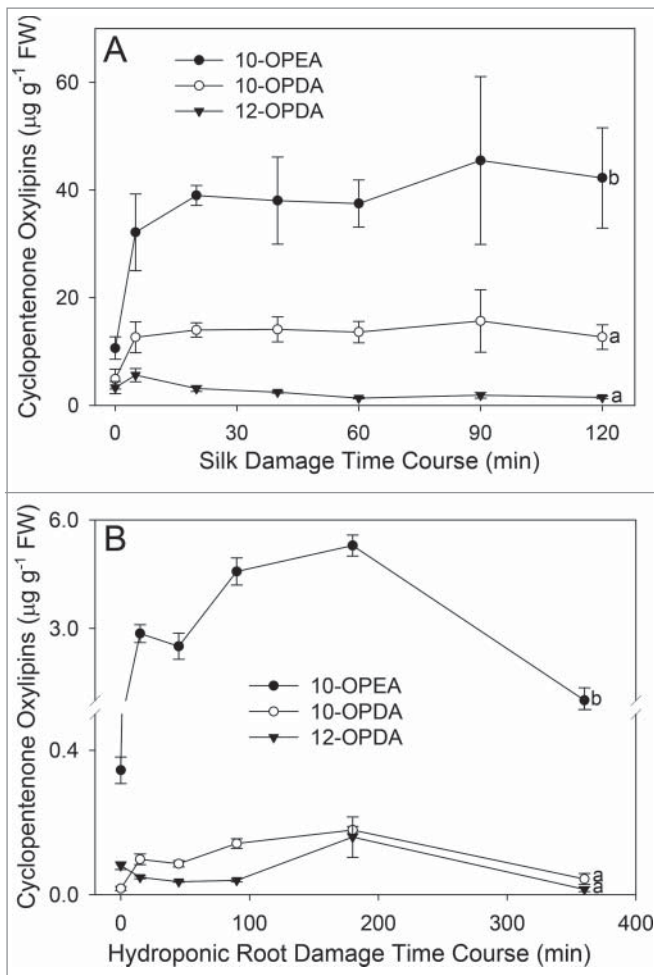 A
10-OPEA
10-OPDA
12-OPDA
Cyclopentenone Oxylipins (µg g⁻¹ FW)
60
40
20
0
b
a
a
0 30 60 90 120
Silk Damage Time Course (min)
B
Cyclopentenone Oxylipins (µg g⁻¹ FW)
6.0
3.0
0.4
0.0
10-OPEA
10-OPDA
12-OPDA
b
a
a
0 100 200 300 400
Hydroponic Root Damage Time Course (min)